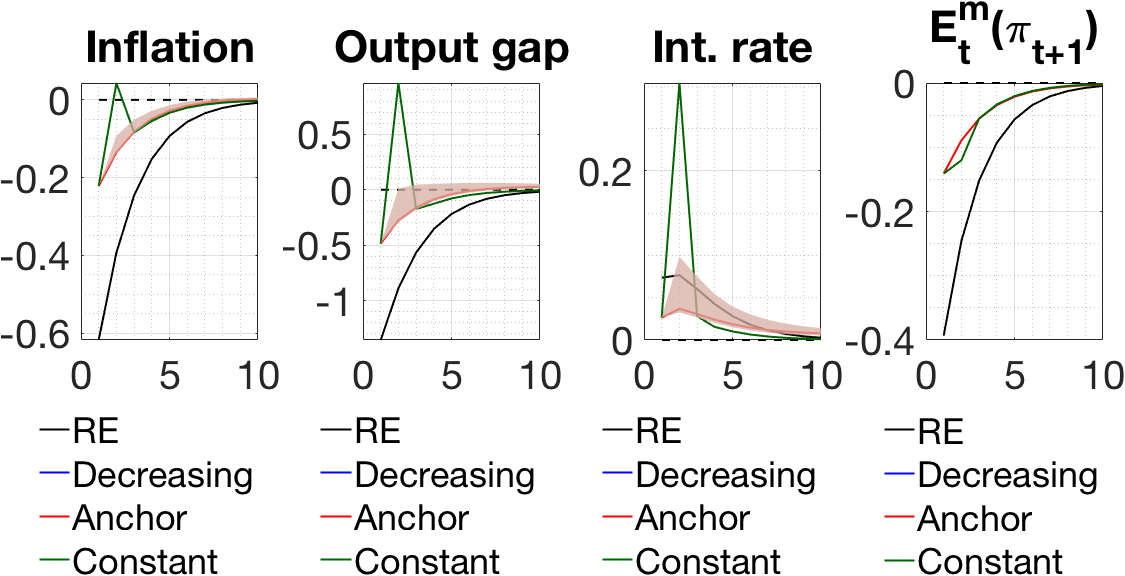 Inflation
0
-0.2
-0.4
-0.6
0 5 10
RE
Decreasing
Anchor
Constant
Output gap
0.5
0
-0.5
-1
0 5 10
RE
Decreasing
Anchor
Constant
Int. rate
0.2
0
0 5 10
RE
Decreasing
Anchor
Constant
E_t^m(π_{t+1})
0
-0.2
-0.4
0 5 10
RE
Decreasing
Anchor
Constant